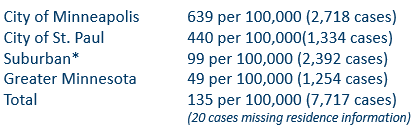 City of Minneapolis 639 per 100,000 (2,718 cases)
City of St. Paul 440 per 100,000(1,334 cases)
Suburban* 99 per 100,000 (2,392 cases)
Greater Minnesota 49 per 100,000 (1,254 cases)
Total 135 per 100,000 (7,717 cases)
(20 cases missing residence information)